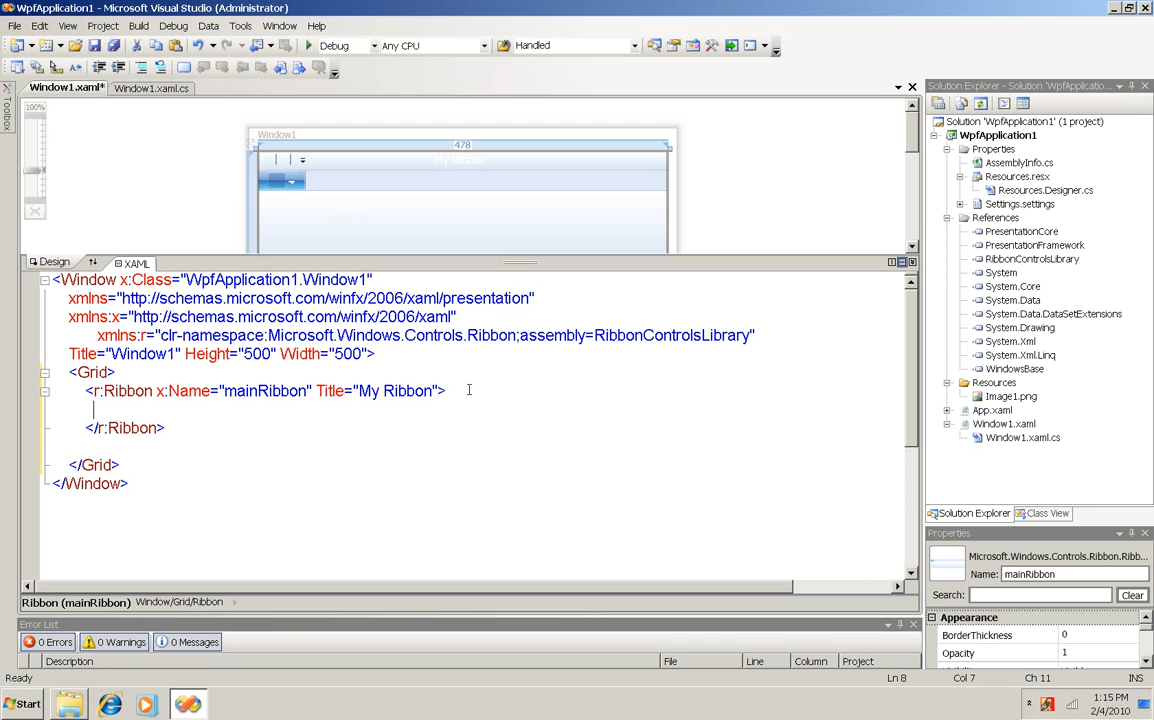 WpfApplication1 - Microsoft Visual Studio (Administrator)
File Edit View Project Build Debug Data Tools Window Help
Debug Any CPU Handled
Window1.xaml* Window1.xaml.cs
Toolbox
100%
Window1
478
My Ribbon
Design XAML
<Window x:Class="WpfApplication1.Window1"
xmlns="http://schemas.microsoft.com/winfx/2006/xaml/presentation"
xmlns:x="http://schemas.microsoft.com/winfx/2006/xaml"
xmlns:r="clr-namespace:Microsoft.Windows.Controls.Ribbon;assembly=RibbonControlsLibrary"
Title="Window1" Height="500" Width="500">
<Grid>
<r:Ribbon x:Name="mainRibbon" Title="My Ribbon">
</r:Ribbon>
</Grid>
</Window>
Ribbon (mainRibbon) Window/Grid/Ribbon
Error List
0 Errors 0 Warnings 0 Messages
Description File Line Column Project
Ready Ln 8 Col 7 Ch 11 INS
Start 1:15 PM
2/4/2010
Solution Explorer - Solution 'WpfApplicatio...
Solution 'WpfApplication1' (1 project)
WpfApplication1
Properties
AssemblyInfo.cs
Resources.resx
Resources.Designer.cs
Settings.settings
References
PresentationCore
PresentationFramework
RibbonControlsLibrary
System
System.Core
System.Data
System.Data.DataSetExtensions
System.Drawing
System.Xml
System.Xml.Linq
WindowsBase
Resources
Image1.png
App.xaml
Window1.xaml
Window1.xaml.cs
Solution Explorer Class View
Properties
Microsoft.Windows.Controls.Ribbon.Ribb...
Name: mainRibbon
Search: Clear
Appearance
BorderThickness 0
Opacity 1